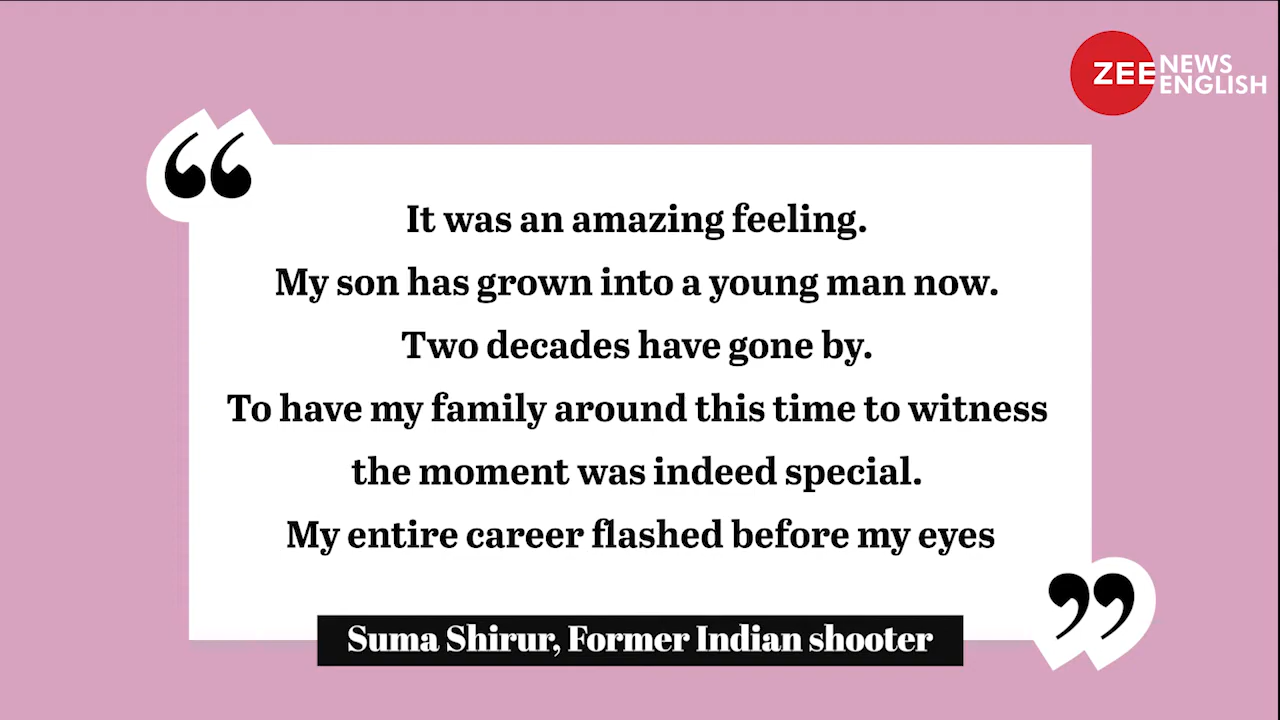 ZEE NEWS
ENGLISH
It was an amazing feeling.
My son has grown into a young man now.
Two decades have gone by.
To have my family around this time to witness
the moment was indeed special.
My entire career flashed before my eyes
Suma Shirur, Former Indian shooter